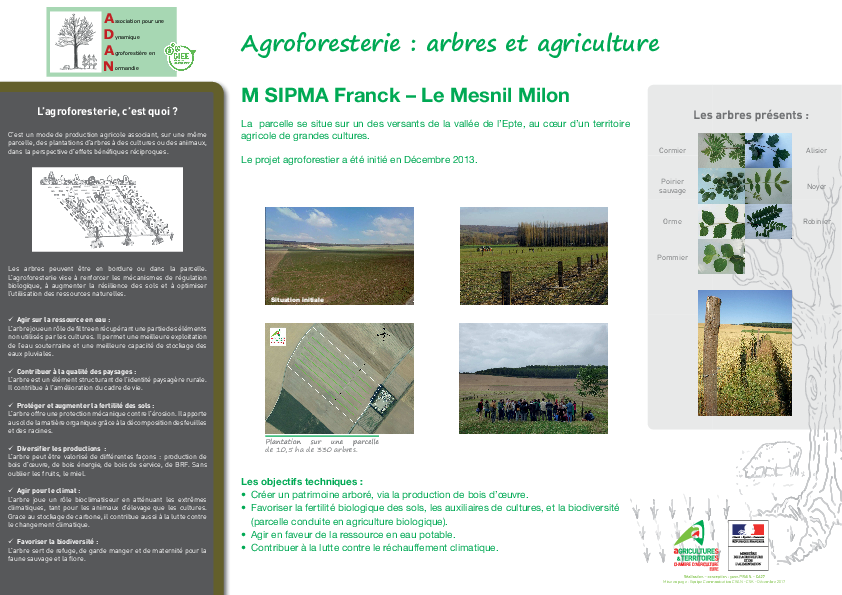 Association pour une
Dynamique
Agroforestière en
Normandie
Agroforesterie : arbres et agriculture
L'agroforesterie, c'est quoi ?
C'est un mode de production agricole associant, sur une même
parcelle, des plantations d'arbres à des cultures ou des animaux,
dans la perspective d'effets bénéfiques réciproques.
Les arbres peuvent être en bordure ou dans la parcelle.
L'agroforesterie vise à renforcer les mécanismes de régulation
biologique, à augmenter la résilience des sols et à optimiser
l'utilisation des ressources naturelles.
✓ Agir sur la ressource en eau :
L'arbre joue un rôle de filtre en récupérant une partie des éléments
non utilisés par les cultures. Il permet une meilleure exploitation
de l'eau souterraine et une meilleure capacité de stockage des
eaux pluviales.
✓ Contribuer à la qualité des paysages :
L'arbre est un élément structurant de l'identité paysagère rurale.
Il contribue à l'amélioration du cadre de vie.
✓ Protéger et augmenter la fertilité des sols :
L'arbre offre une protection mécanique contre l'érosion. Il apporte
au sol de la matière organique grâce à la décomposition des feuilles
et des racines.
✓ Diversifier les productions :
L'arbre peut être valorisé de différentes façons : production de
bois d'œuvre, de bois énergie, de bois de service, de BRF. Sans
oublier les fruits, le miel.
✓ Agir pour le climat :
L'arbre joue un rôle bioclimatiseur en atténuant les extrêmes
climatiques, tant pour les animaux d'élevage que les cultures.
Grace au stockage de carbone, il contribue aussi à la lutte contre
le changement climatique.
✓ Favoriser la biodiversité :
L'arbre sert de refuge, de garde manger et de maternité pour la
faune sauvage et la flore.
M SIPMA Franck – Le Mesnil Milon
La parcelle se situe sur un des versants de la vallée de l'Epte, au cœur d'un territoire
agricole de grandes cultures.
Le projet agroforestier a été initié en Décembre 2013.
Situation initiale
Plantation sur une parcelle
de 10,5 ha de 330 arbres.
Les objectifs techniques :
• Créer un patrimoine arboré, via la production de bois d'œuvre.
• Favoriser la fertilité biologique des sols, les auxiliaires de cultures, et la biodiversité
(parcelle conduite en agriculture biologique).
• Agir en faveur de la ressource en eau potable.
• Contribuer à la lutte contre le réchauffement climatique.
Les arbres présents :
Cormier
Alisier
Poirier
sauvage
Noyer
Orme
Robinier
Pommier
AGRICULTURES
& TERRITOIRES
CHAMBRE D'AGRICULTURE
EURE
MINISTÈRE
DE L'AGRICULTURE
ET DE
L'ALIMENTATION